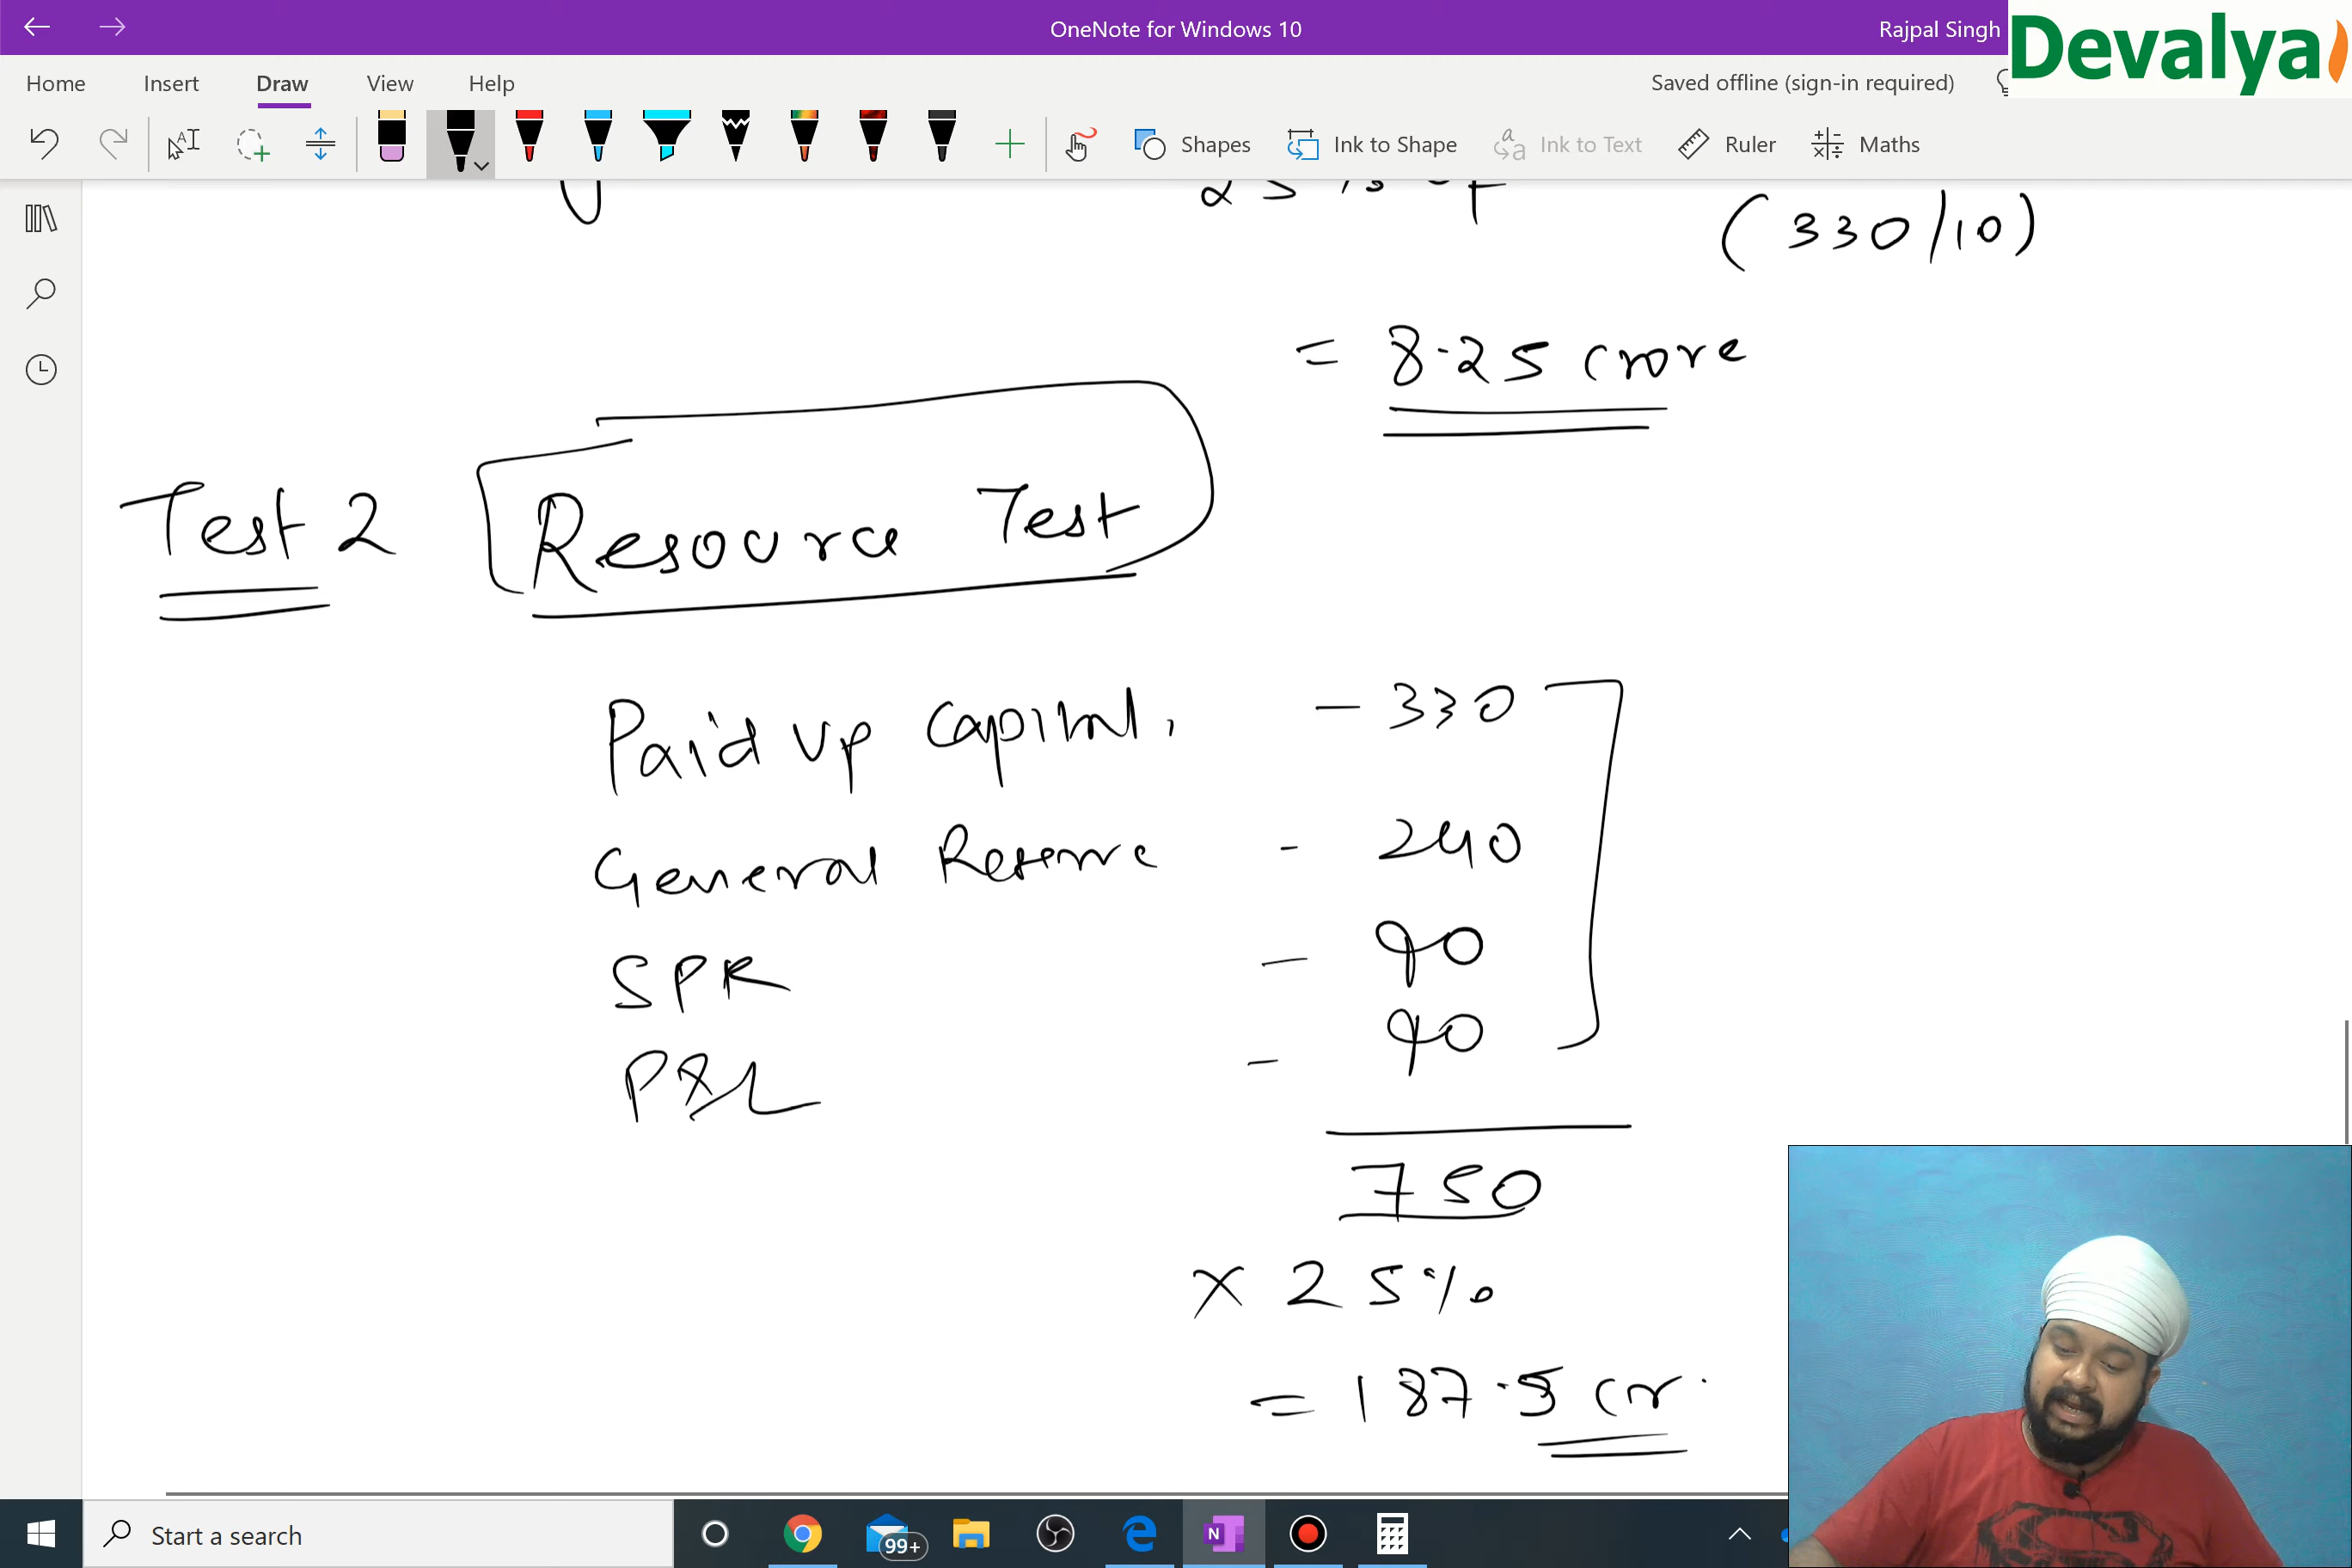 OneNote for Windows 10
Rajpal Singh
Devalya
Home Insert Draw View Help
Saved offline (sign-in required)
Shapes Ink to Shape Ink to Text Ruler Maths
(330/10)
= 8.25 crore
Test 2 Resource Test
Paid up Capital. - 330
General Reserve - 240
SPR - 90
P&L - 90
750
X 25%
= 187.5 cr.
Start a search
99+